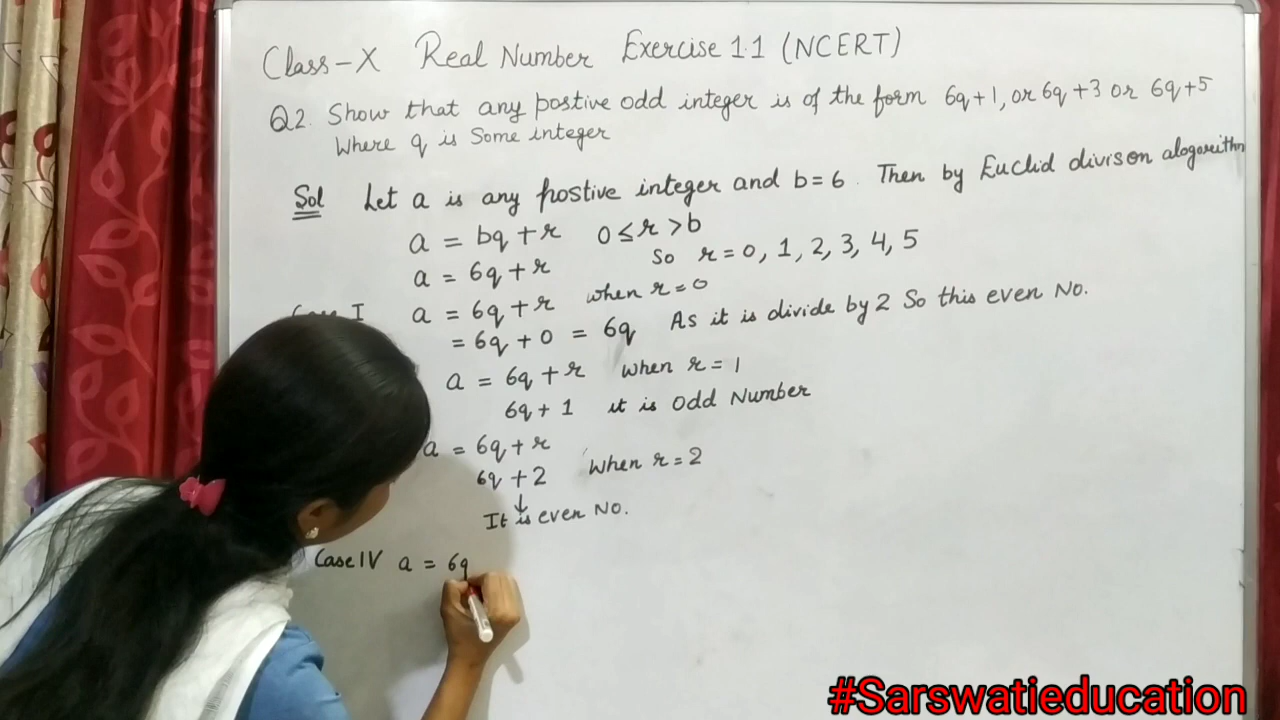 Class-X Real Number Exercise 1.1 (NCERT)
Q2. Show that any postive odd integer is of the form 6q+1, or 6q+3 or 6q+5
Where q is Some integer
Sol Let a is any postive integer and b=6. Then by Euclid divison alogarithn
a = bq + r 0≤r>b
a = 6q + r So r=0, 1, 2, 3, 4, 5
Case I a = 6q + r when r=0
= 6q + 0 = 6q As it is divide by 2 So this even No.
a = 6q + r when r = 1
6q + 1 it is Odd Number
a = 6q + r
6q + 2 When r = 2
↓
It is even No.
Case IV a = 6q
#Sarswatieducation